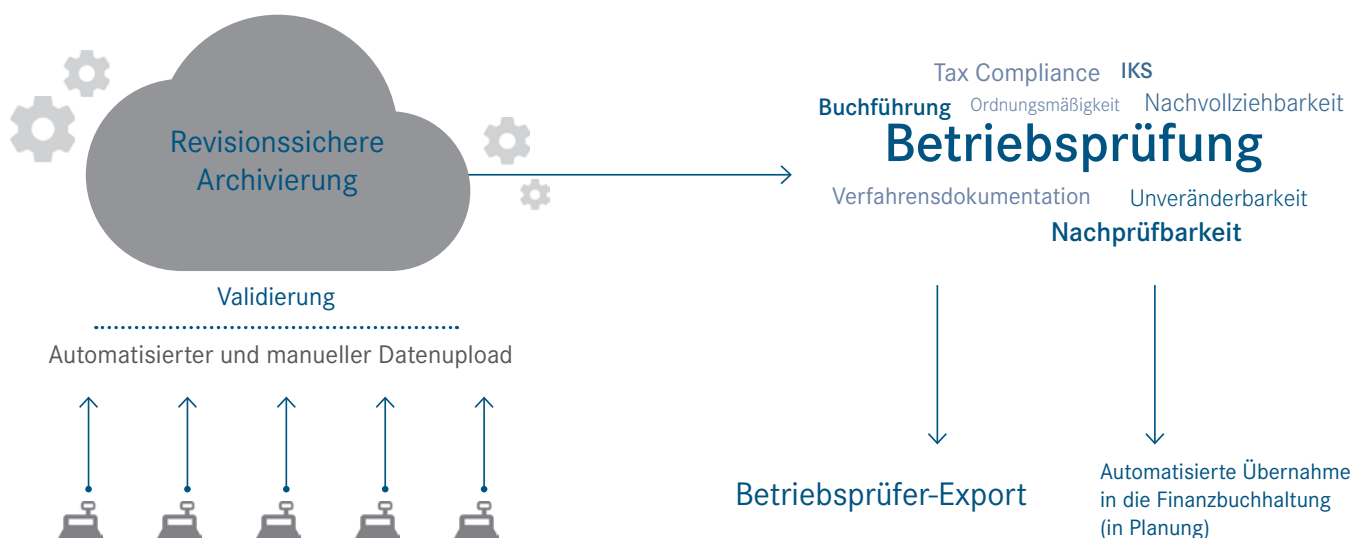 Revisionssichere
Archivierung
Validierung
Automatisierter und manueller Datenupload
Tax Compliance IKS
Buchführung Ordnungsmäßigkeit Nachvollziehbarkeit
Betriebsprüfung
Verfahrensdokumentation Unveränderbarkeit
Nachprüfbarkeit
Betriebsprüfer-Export
Automatisierte Übernahme
in die Finanzbuchhaltung
(in Planung)